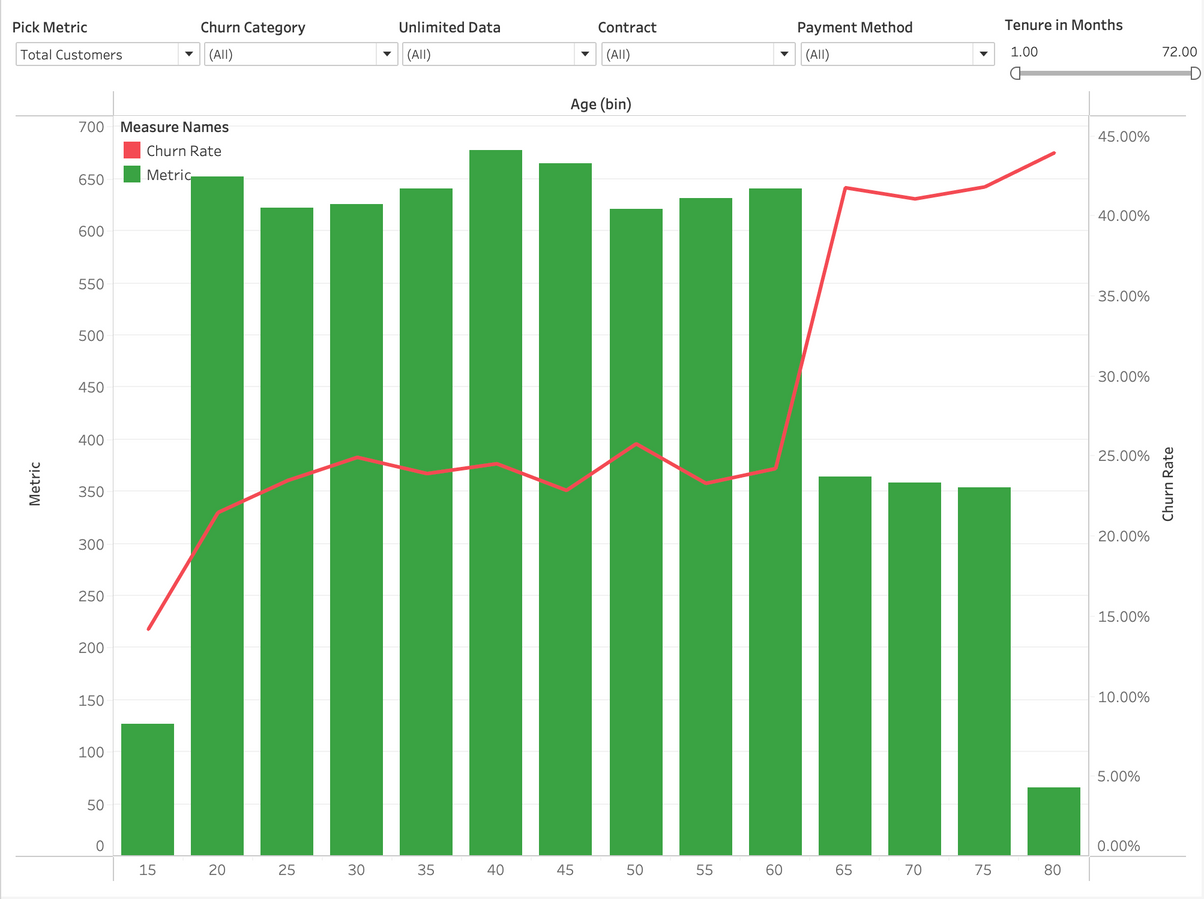 Pick Metric Churn Category Unlimited Data Contract Payment Method Tenure in Months
Total Customers (All) (All) (All) (All) 1.00 72.00
Age (bin)
Measure Names
Churn Rate
Metric
700
650
600
550
500
450
400
350
300
250
200
150
100
50
0
Metric
45.00%
40.00%
35.00%
30.00%
25.00%
20.00%
15.00%
10.00%
5.00%
0.00%
Churn Rate
15 20 25 30 35 40 45 50 55 60 65 70 75 80